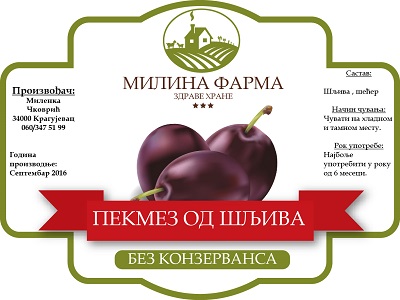 МИЛИНА ФАРМА
ЗДРАВЕ ХРАНЕ
Произвођач:
Миленка
Чковрић
34000 Крагујевац
060/347 51 99
Година
производње:
Септембар 2016
Састав:
Шљива , шећер
Начин чувања:
Чувати на хладном
и тамном месту.
Рок употребе:
Најбоље
употребити у року
од 6 месеци.
ПЕКМЕЗ ОД ШЉИВА
БЕЗ КОНЗЕРВАНСА